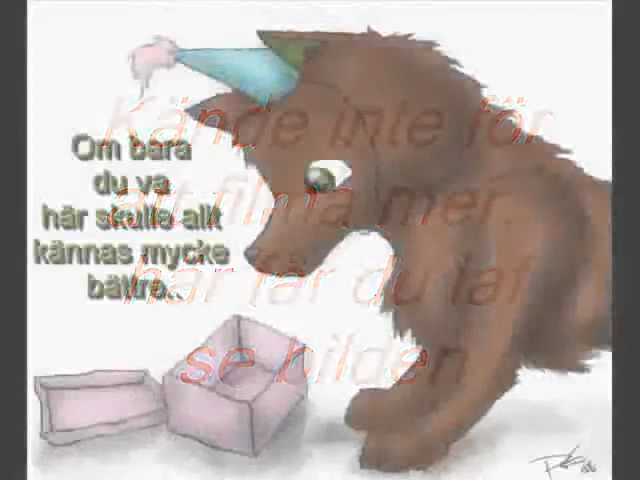 Kände inte för
att filma mer..
här får du laf
se bilden
Om bara
du va
här skulle allt
kännas mycke
bättre..